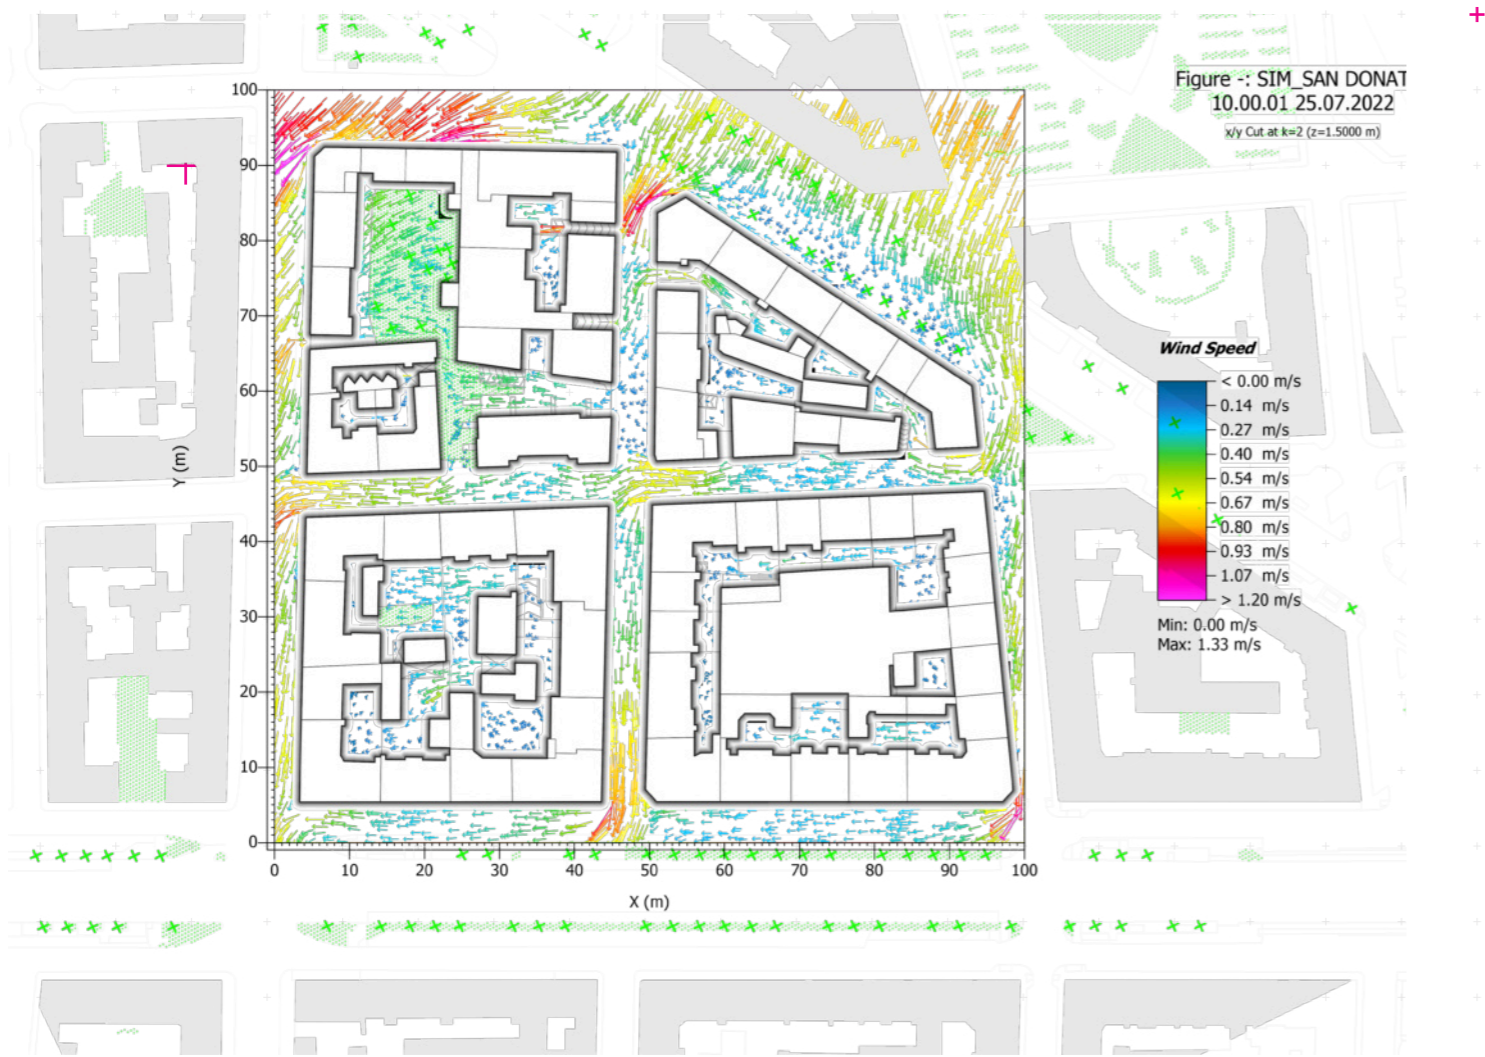 Figure -: SIM_SAN DONAT
10.00.01 25.07.2022
x/y Cut at k=2 (z=1.5000 m)
100
90
80
70
60
50
40
30
20
10
0
Y (m)
0 10 20 30 40 50 60 70 80 90 100
X (m)
Wind Speed
< 0.00 m/s
0.14 m/s
0.27 m/s
0.40 m/s
0.54 m/s
0.67 m/s
0.80 m/s
0.93 m/s
1.07 m/s
> 1.20 m/s
Min: 0.00 m/s
Max: 1.33 m/s